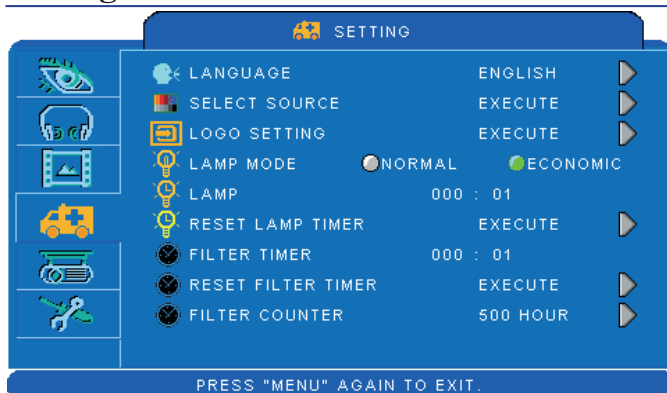 SETTING
LANGUAGE ENGLISH
SELECT SOURCE EXECUTE
LOGO SETTING EXECUTE
LAMP MODE NORMAL ECONOMIC
LAMP 000 : 01
RESET LAMP TIMER EXECUTE
FILTER TIMER 000 : 01
RESET FILTER TIMER EXECUTE
FILTER COUNTER 500 HOUR
PRESS "MENU" AGAIN TO EXIT.